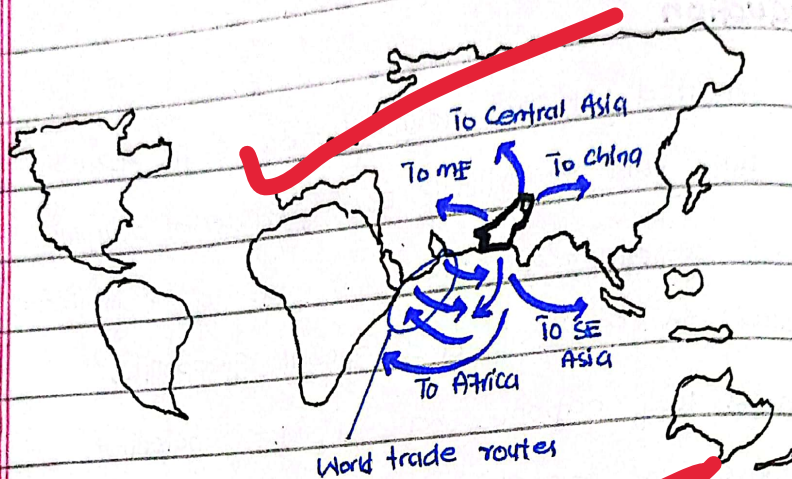 To Central Asia
To ME
To China
To SE
Asia
To Africa
World trade routes